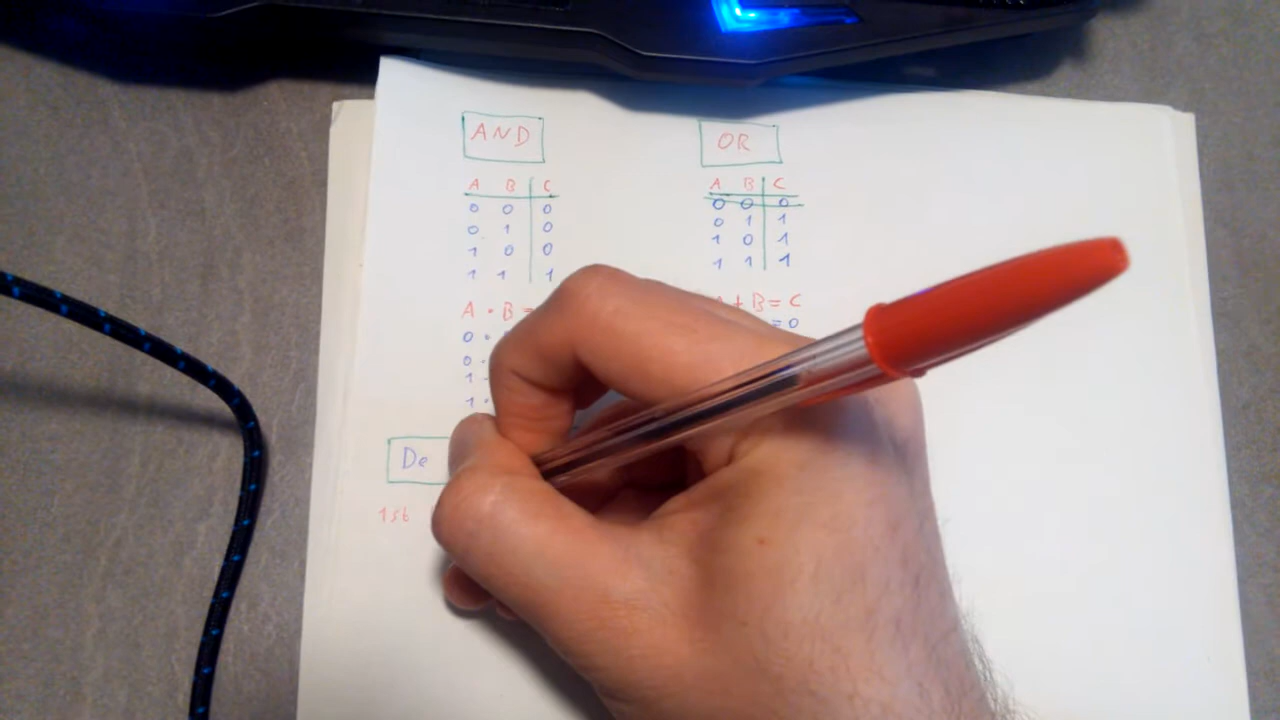 AND OR
A B C A B C
0 0 0 0 0 0
0 1 0 0 1 1
1 0 0 1 0 1
1 1 1 1 1 1
A · B = A + B = C
0 · = 0
0 ·
1 ·
1 ·
De
1st